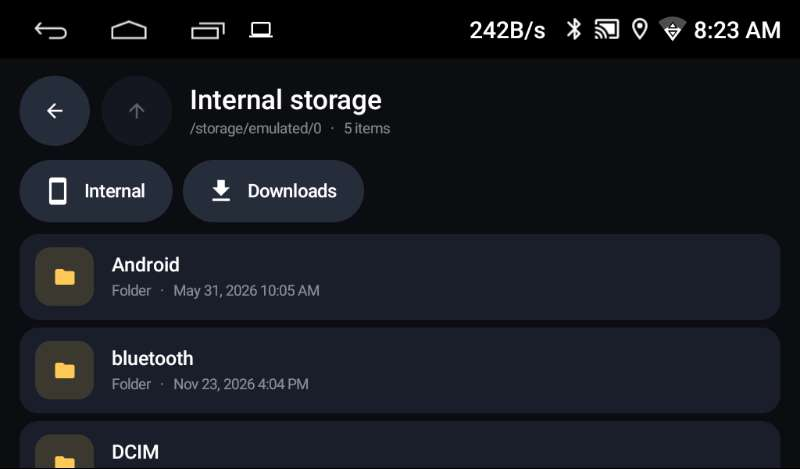 242B/s 8:23 AM
Internal storage
/storage/emulated/0 · 5 items
Internal Downloads
Android
Folder · May 31, 2026 10:05 AM
bluetooth
Folder · Nov 23, 2026 4:04 PM
DCIM